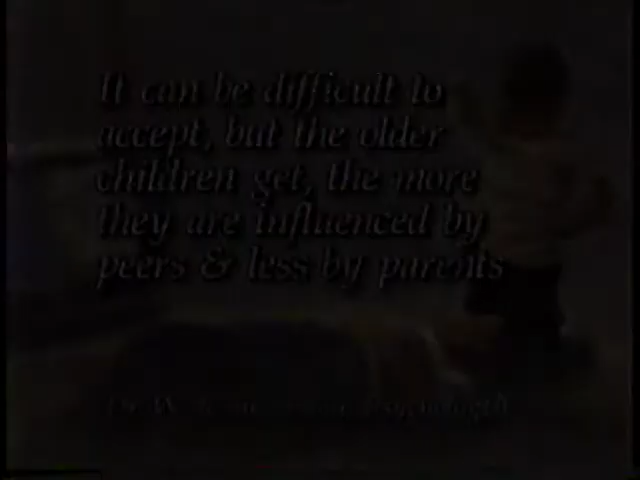 It can be difficult to
accept, but the older
children get, the more
they are influenced by
peers & less by parents